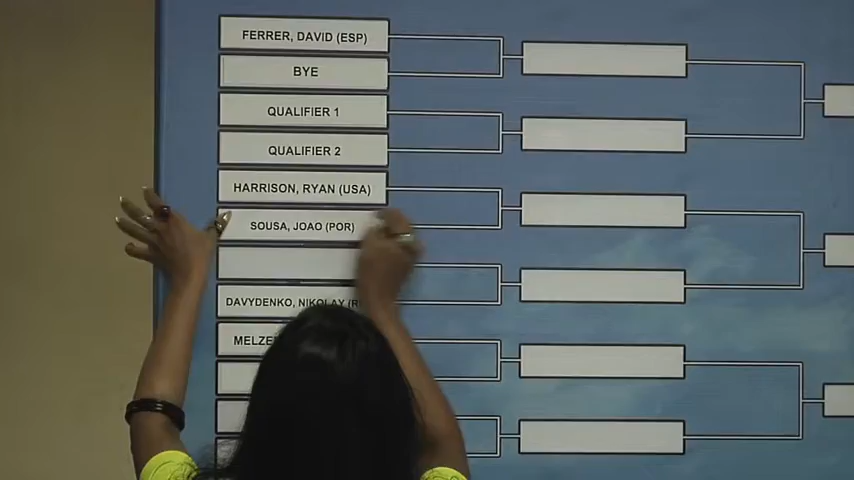 FERRER, DAVID (ESP)
BYE
QUALIFIER 1
QUALIFIER 2
HARRISON, RYAN (USA)
SOUSA, JOAO (POR)
DAVYDENKO, NIKOLAY